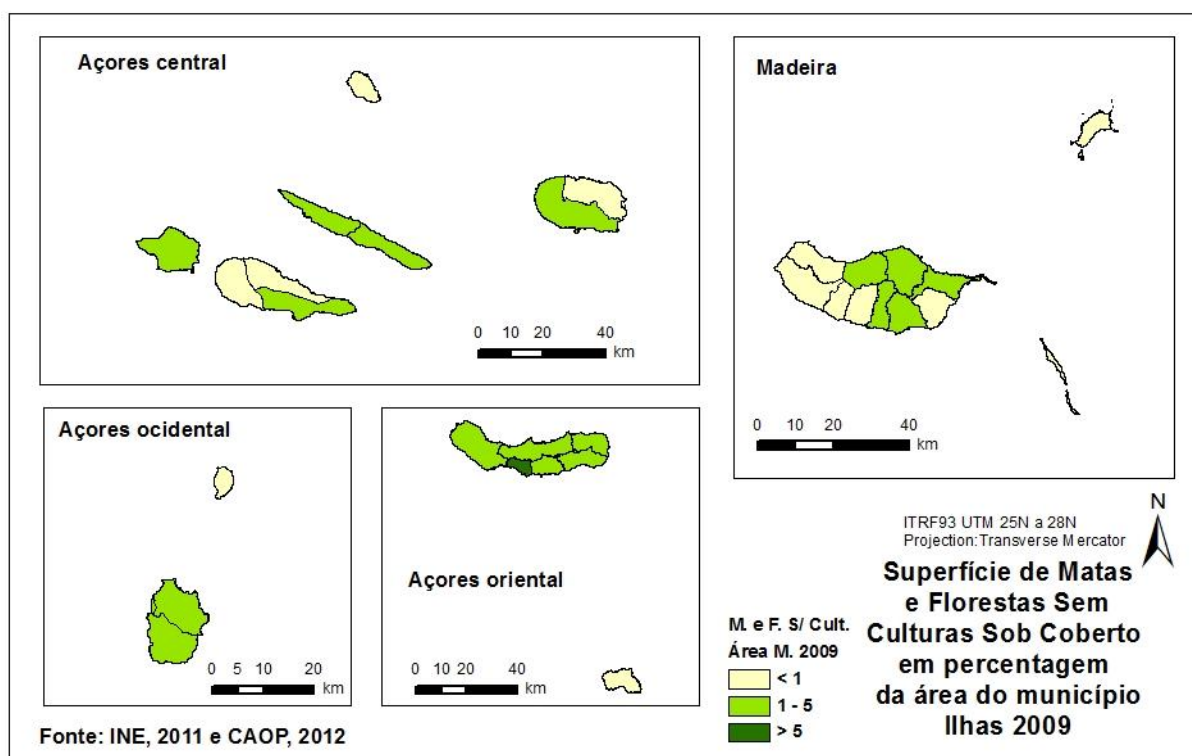 Açores central
0 10 20 40
km
Madeira
0 10 20 40
km
Açores ocidental
0 5 10 20
km
Açores oriental
0 10 20 40
km
ITRF93 UTM 25N a 28N
Projection:Transverse Mercator
N
Superfície de Matas
e Florestas Sem
Culturas Sob Coberto
em percentagem
da área do município
Ilhas 2009
M. e F. S/ Cult.
Área M. 2009
< 1
1 - 5
> 5
Fonte: INE, 2011 e CAOP, 2012